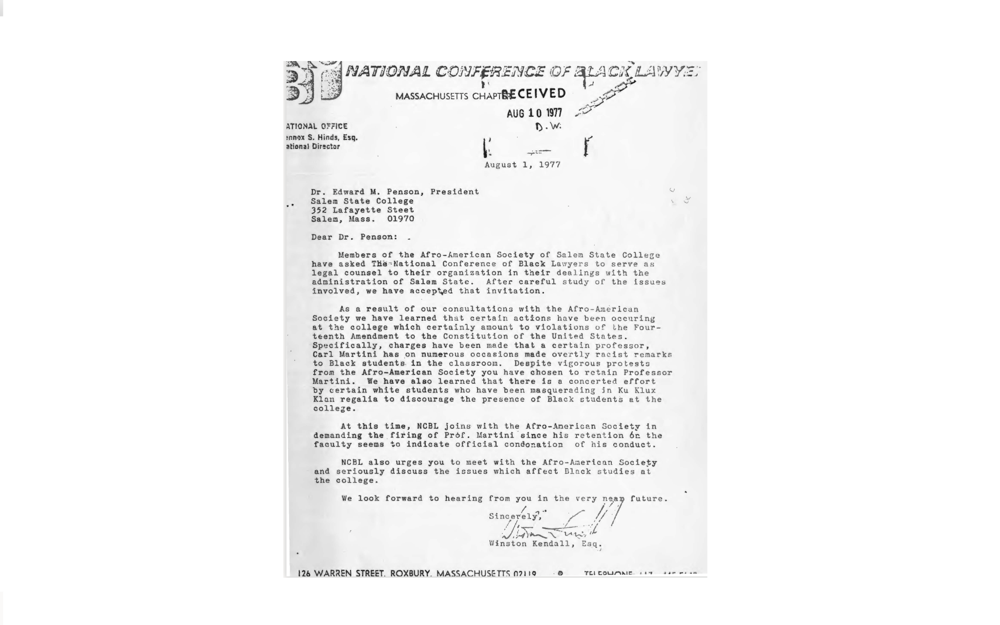 NATIONAL CONFERENCE OF BLACK LAWYE
MASSACHUSETTS CHAPTER
RECEIVED
AUG 10 1977
D.W.
ATIONAL OFFICE
ennox S. Hinds, Esq.
ational Director
August 1, 1977
Dr. Edward M. Penson, President
Salem State College
352 Lafayette Steet
Salem, Mass. 01970
Dear Dr. Penson:
Members of the Afro-American Society of Salem State College
have asked The National Conference of Black Lawyers to serve as
legal counsel to their organization in their dealings with the
administration of Salem State. After careful study of the issues
involved, we have accepted that invitation.
As a result of our consultations with the Afro-American
Society we have learned that certain actions have been occuring
at the college which certainly amount to violations of the Four-
teenth Amendment to the Constitution of the United States.
Specifically, charges have been made that a certain professor,
Carl Martini has on numerous occasions made overtly racist remarks
to Black students in the classroom. Despite vigorous protests
from the Afro-American Society you have chosen to retain Professor
Martini. We have also learned that there is a concerted effort
by certain white students who have been masquerading in Ku Klux
Klan regalia to discourage the presence of Black students at the
college.
At this time, NCBL joins with the Afro-American Society in
demanding the firing of Prof. Martini since his retention on the
faculty seems to indicate official condonation of his conduct.
NCBL also urges you to meet with the Afro-American Society
and seriously discuss the issues which affect Black studies at
the college.
We look forward to hearing from you in the very near future.
Sincerely,
Winston Kendall, Esq.
126 WARREN STREET, ROXBURY, MASSACHUSETTS 02119
TELEPHONE